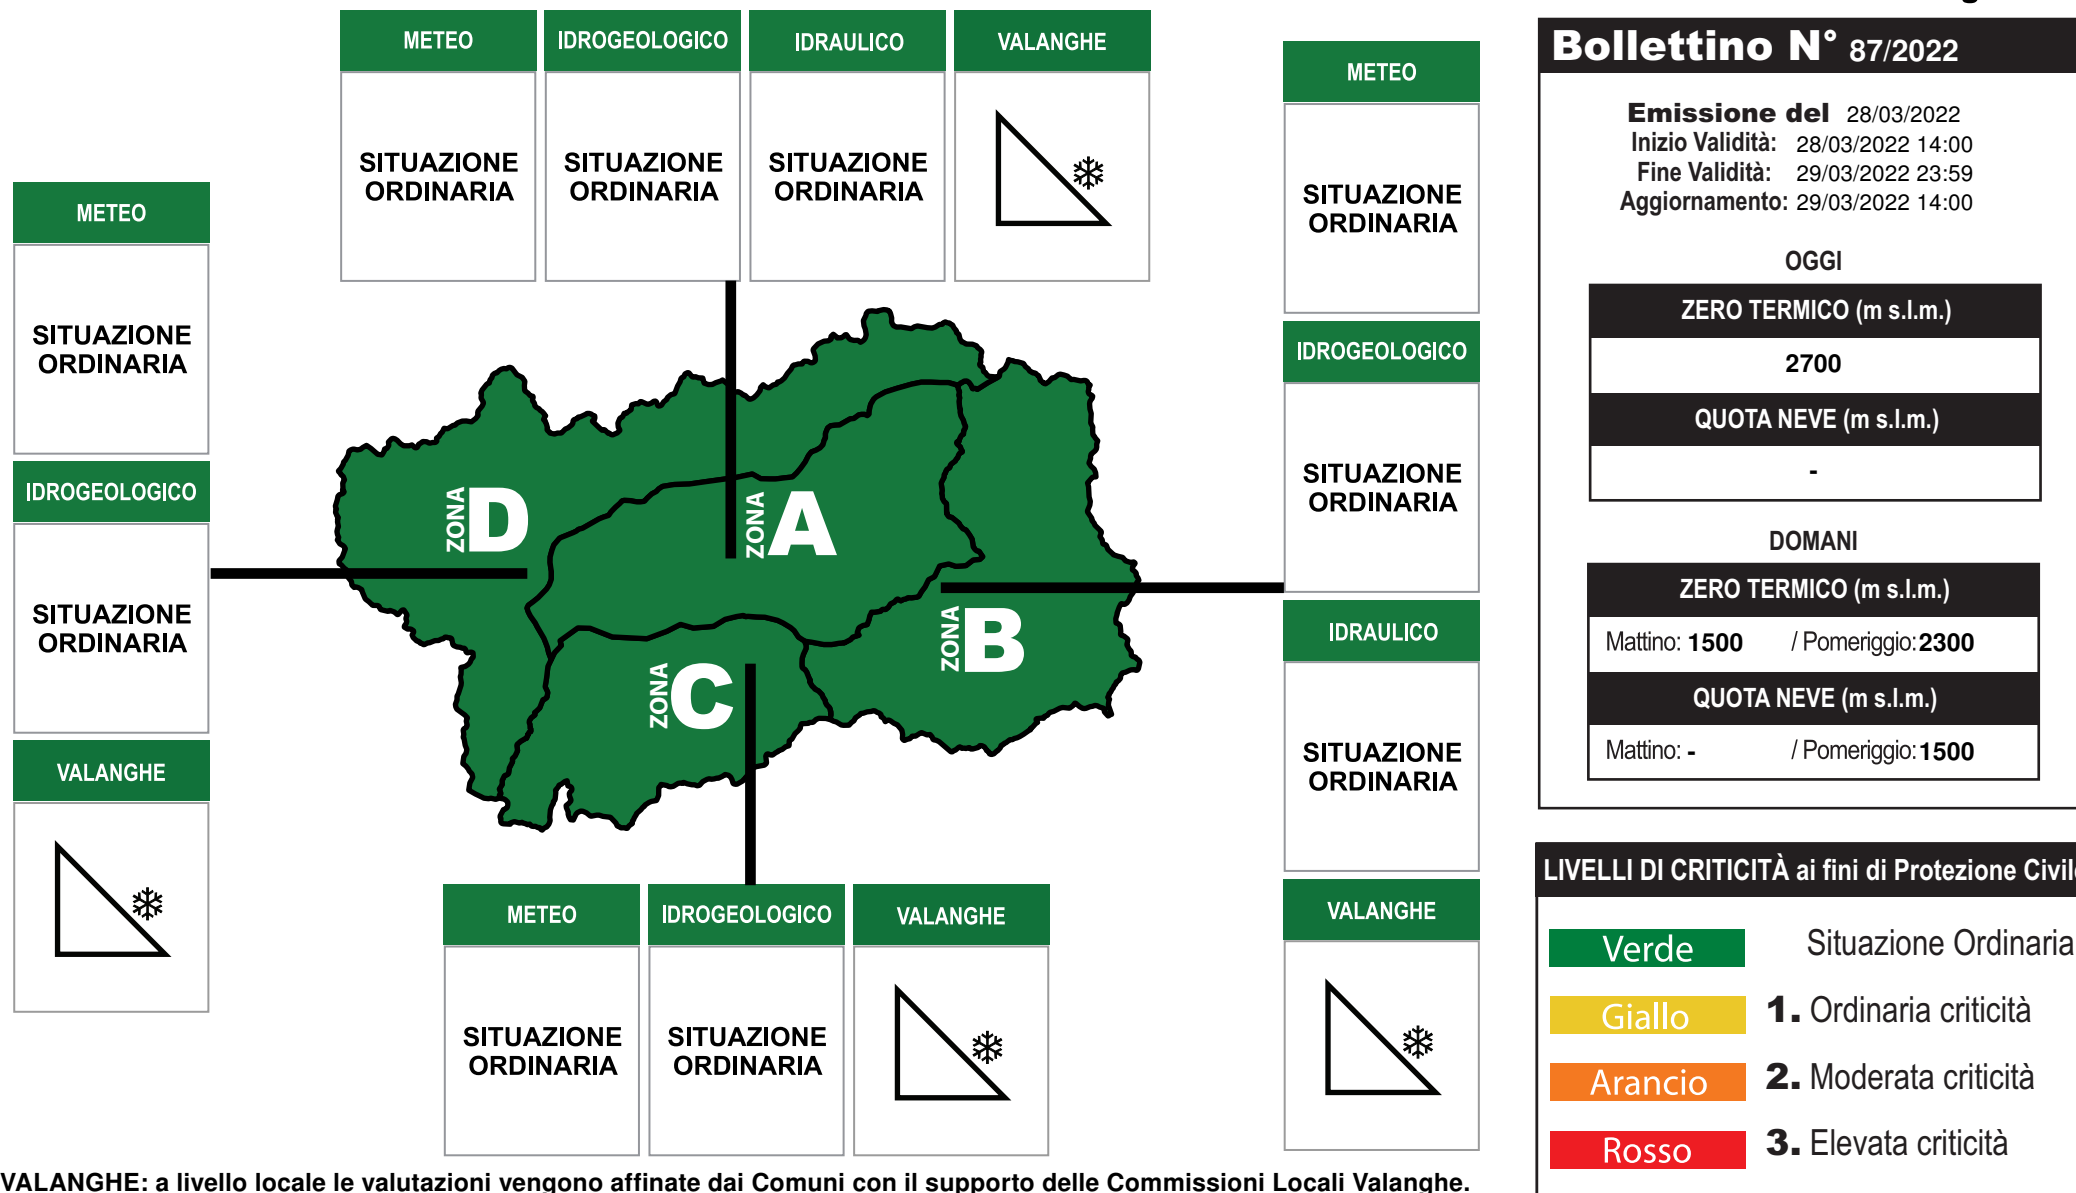 METEO
IDROGEOLOGICO
IDRAULICO
VALANGHE
SITUAZIONE
ORDINARIA
SITUAZIONE
ORDINARIA
SITUAZIONE
ORDINARIA
METEO
SITUAZIONE
ORDINARIA
IDROGEOLOGICO
SITUAZIONE
ORDINARIA
VALANGHE
ZONA D
ZONA A
ZONA B
ZONA C
METEO
SITUAZIONE
ORDINARIA
IDROGEOLOGICO
SITUAZIONE
ORDINARIA
IDRAULICO
SITUAZIONE
ORDINARIA
VALANGHE
METEO
IDROGEOLOGICO
VALANGHE
SITUAZIONE
ORDINARIA
SITUAZIONE
ORDINARIA
VALANGHE: a livello locale le valutazioni vengono affinate dai Comuni con il supporto delle Commissioni Locali Valanghe.
Bollettino N° 87/2022
Emissione del 28/03/2022
Inizio Validità: 28/03/2022 14:00
Fine Validità: 29/03/2022 23:59
Aggiornamento: 29/03/2022 14:00
OGGI
ZERO TERMICO (m s.l.m.)
2700
QUOTA NEVE (m s.l.m.)
-
DOMANI
ZERO TERMICO (m s.l.m.)
Mattino: 1500 / Pomeriggio: 2300
QUOTA NEVE (m s.l.m.)
Mattino: - / Pomeriggio: 1500
LIVELLI DI CRITICITÀ ai fini di Protezione Civile
Verde Situazione Ordinaria
Giallo 1. Ordinaria criticità
Arancio 2. Moderata criticità
Rosso 3. Elevata criticità